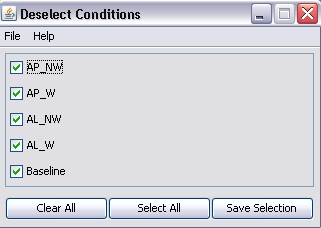 Deselect Conditions
File Help
AP_NW
AP_W
AL_NW
AL_W
Baseline
Clear All Select All Save Selection